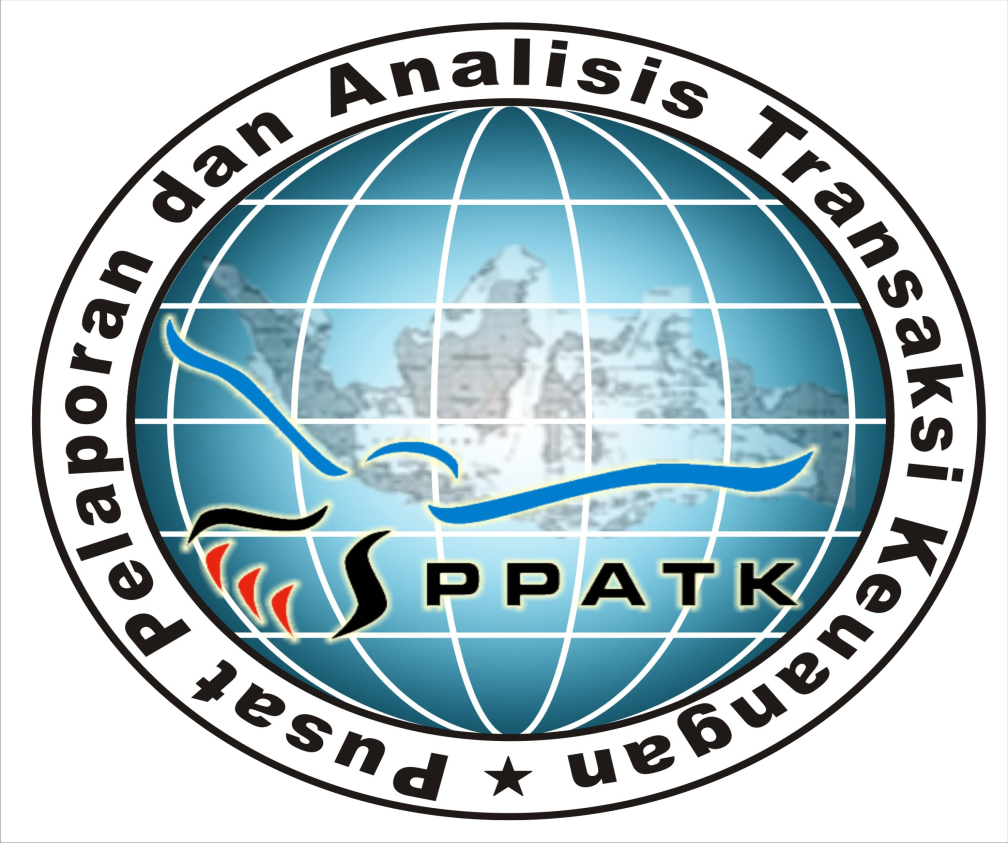 Pusat Pelaporan dan Analisis Transaksi Keuangan
PPATK